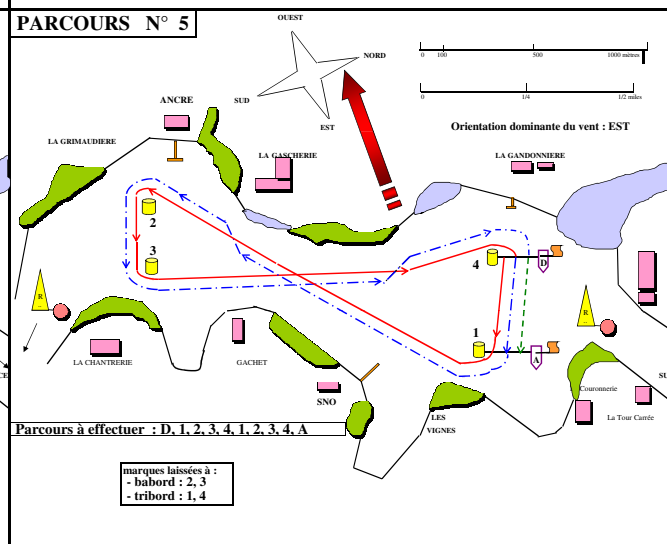 PARCOURS N° 5
OUEST
NORD
SUD
EST
0 100 500 1000 mètres
0 1/4 1/2 miles
Orientation dominante du vent : EST
ANCRE
LA GRIMAUDIERE
LA GASCHERIE
LA GANDONNIERE
2
3
4
D
R
R
1
A
LA CHANTRERIE
GACHET
SNO
LES
VIGNES
Couronnerie
La Tour Carrée
Parcours à effectuer : D, 1, 2, 3, 4, 1, 2, 3, 4, A
marques laissées à :
- babord : 2, 3
- tribord : 1, 4